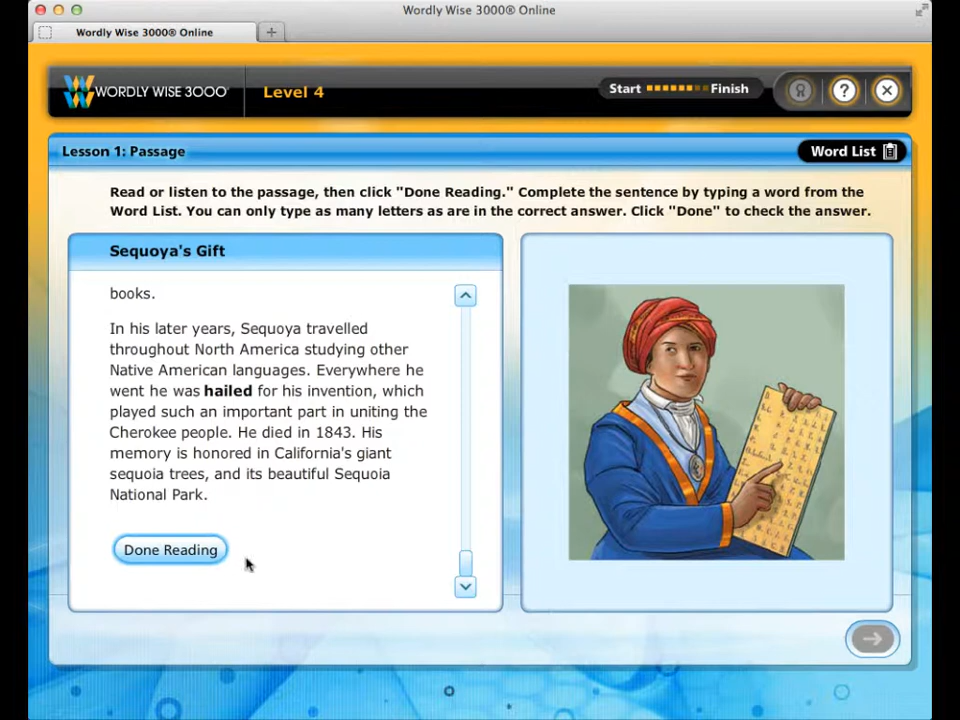 Wordly Wise 3000® Online
Wordly Wise 3000® Online
WORDLY WISE 3000®
Level 4
Start
Finish
?
Lesson 1: Passage
Word List
Read or listen to the passage, then click "Done Reading." Complete the sentence by typing a word from the
Word List. You can only type as many letters as are in the correct answer. Click "Done" to check the answer.
Sequoya's Gift
books.
In his later years, Sequoya travelled
throughout North America studying other
Native American languages. Everywhere he
went he was hailed for his invention, which
played such an important part in uniting the
Cherokee people. He died in 1843. His
memory is honored in California's giant
sequoia trees, and its beautiful Sequoia
National Park.
Done Reading